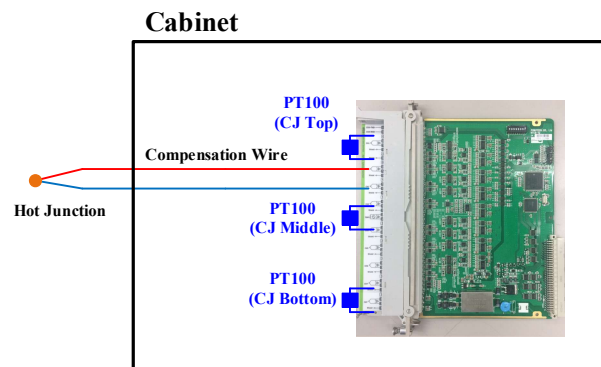 Cabinet
PT100
(CJ Top)
Compensation Wire
Hot Junction
PT100
(CJ Middle)
PT100
(CJ Bottom)